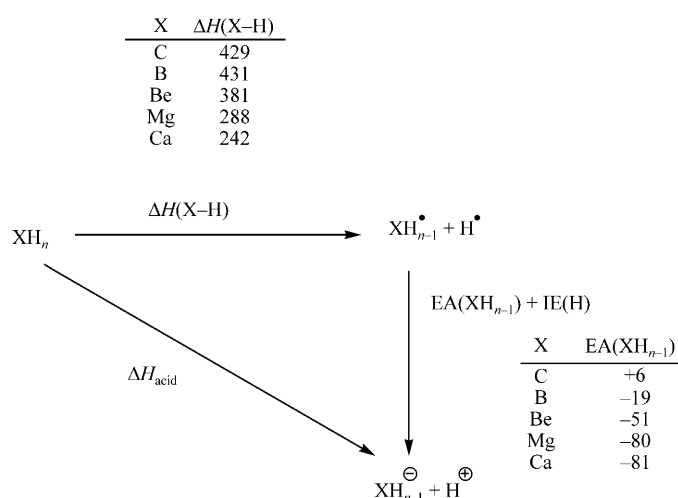 X ΔH(X–H)
C 429
B 431
Be 381
Mg 288
Ca 242
ΔH(X–H)
XHₙ
XH•ₙ₋₁ + H•
EA(XHₙ₋₁) + IE(H)
X EA(XHₙ₋₁)
C +6
B –19
Be –51
Mg –80
Ca –81
ΔH_acid
XH⊖ₙ₋₁ + H⊕